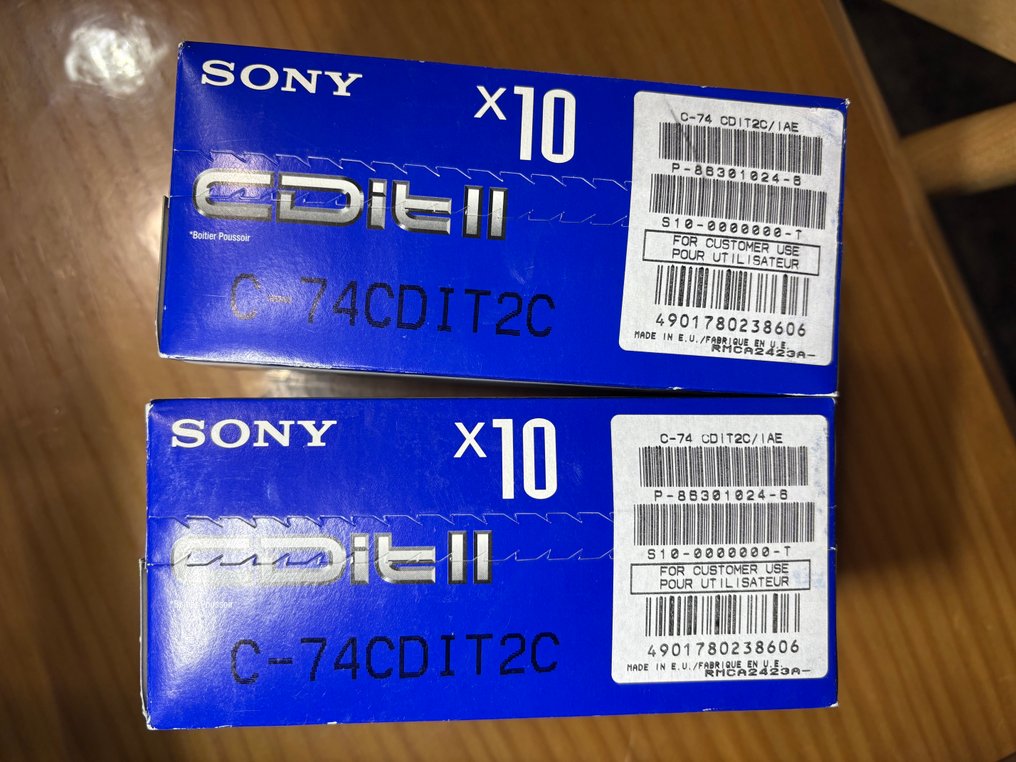 SONY
x10
CDit II
*Boîtier Poussoir
C-74CDIT2C
C-74 CDIT2C/IAE
P-88301024-8
S10-0000000-T
FOR CUSTOMER USE
POUR UTILISATEUR
4901780238606
MADE IN E.U./FABRIQUE EN U.E.
RMCA2423A-
SONY
x10
CDit II
C-74CDIT2C
C-74 CDIT2C/IAE
P-88301024-8
S10-0000000-T
FOR CUSTOMER USE
POUR UTILISATEUR
4901780238606
MADE IN E.U./FABRIQUE EN U.E.
RMCA2423A-